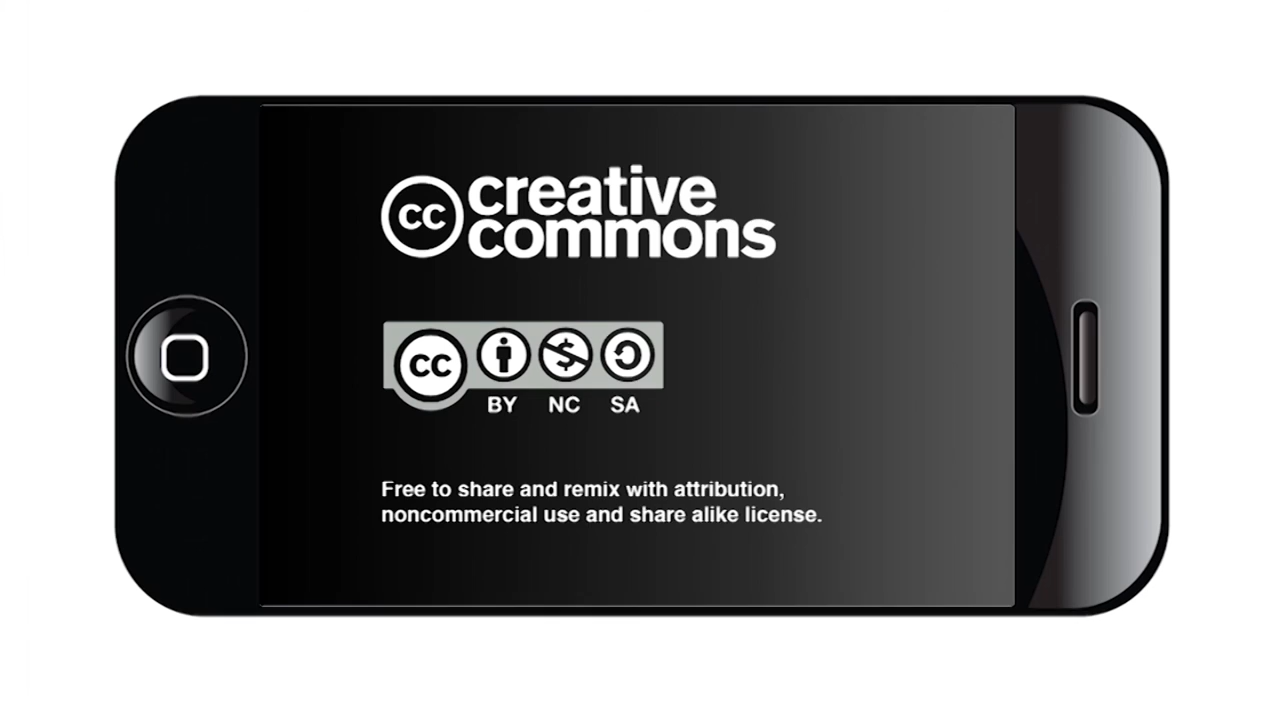 cc creative
commons
cc
BY NC SA
Free to share and remix with attribution,
noncommercial use and share alike license.